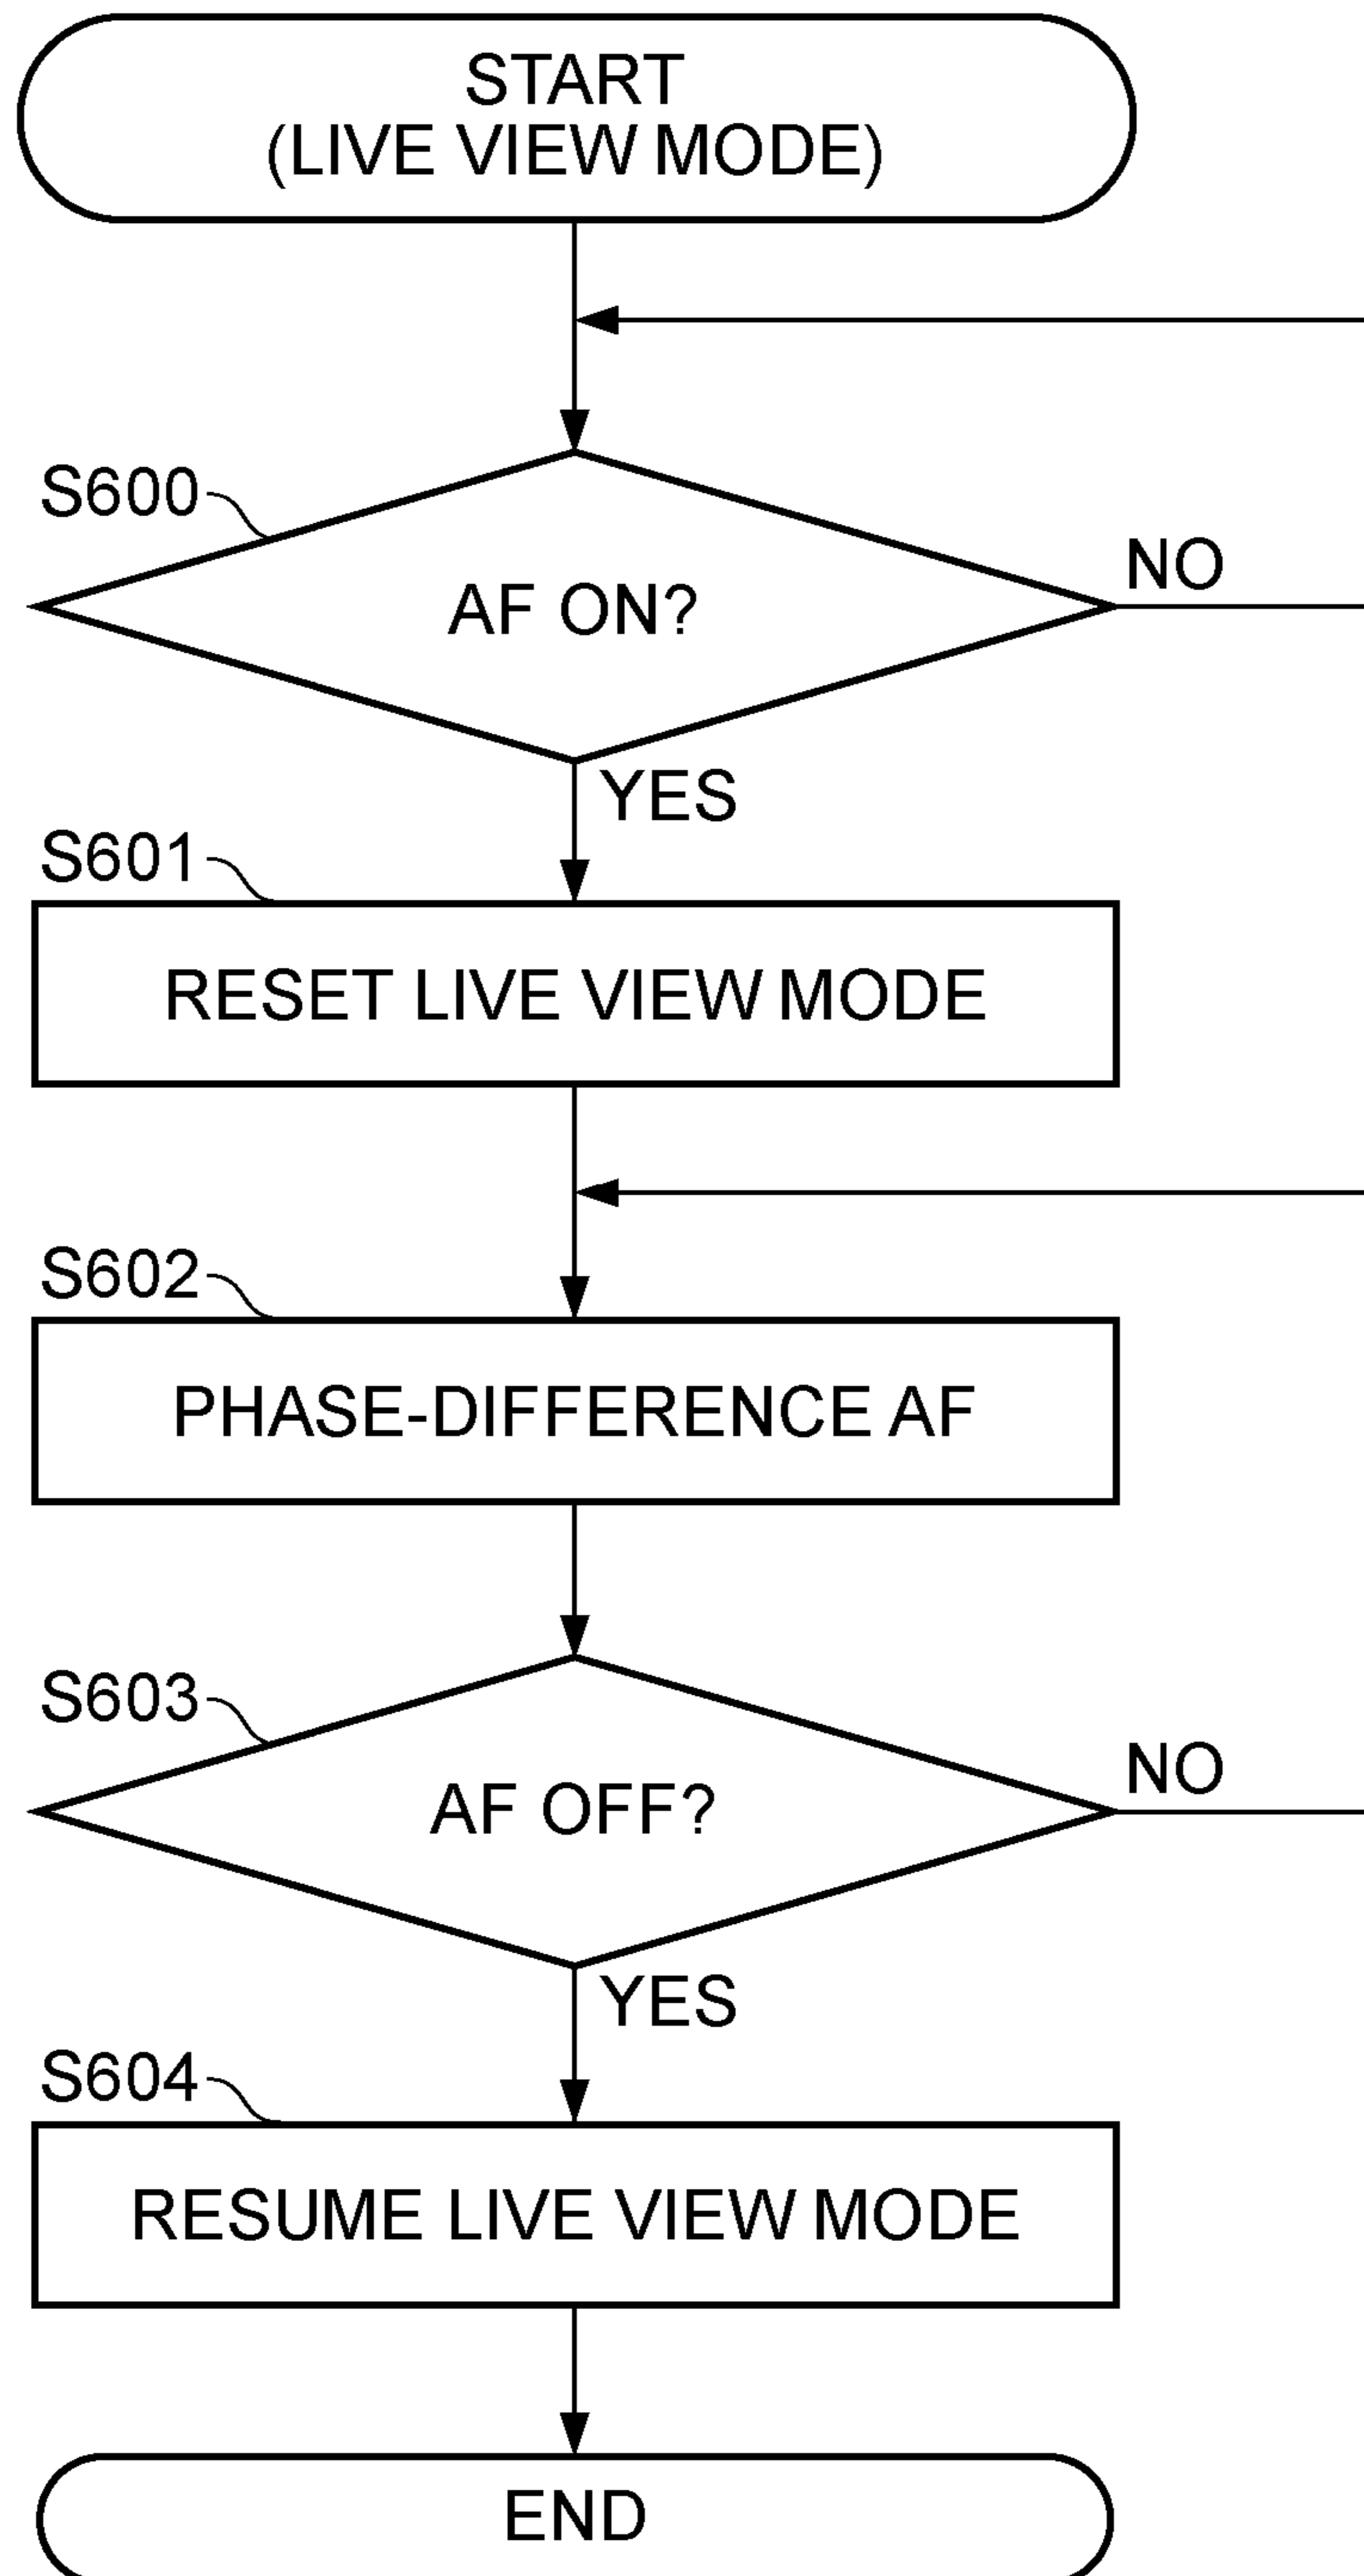 START
(LIVE VIEW MODE)
S600
AF ON?
NO
YES
S601
RESET LIVE VIEW MODE
S602
PHASE-DIFFERENCE AF
S603
AF OFF?
NO
YES
S604
RESUME LIVE VIEW MODE
END